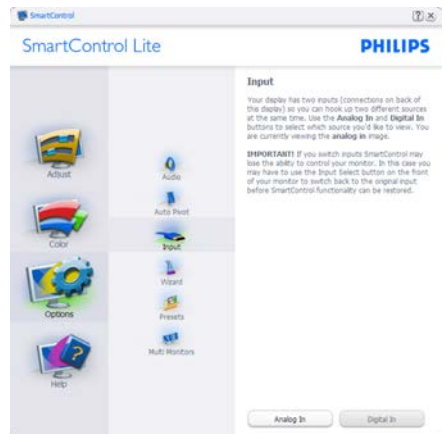 SmartControl
SmartControl Lite
PHILIPS
Adjust
Color
Options
Help
Audio
Auto Pivot
Input
Wizard
Presets
Multi Monitors
Input
Your display has two inputs (connections on back of
this display) so you can hook up two different sources
at the same time. Use the Analog In and Digital In
buttons to select which source you'd like to view. You
are currently viewing the analog in image.
IMPORTANT! If you switch inputs SmartControl may
lose the ability to control your monitor. In this case you
may have to use the Input Select button on the front
of your monitor to switch back to the original input
before SmartControl functionality can be restored.
Analog In
Digital In